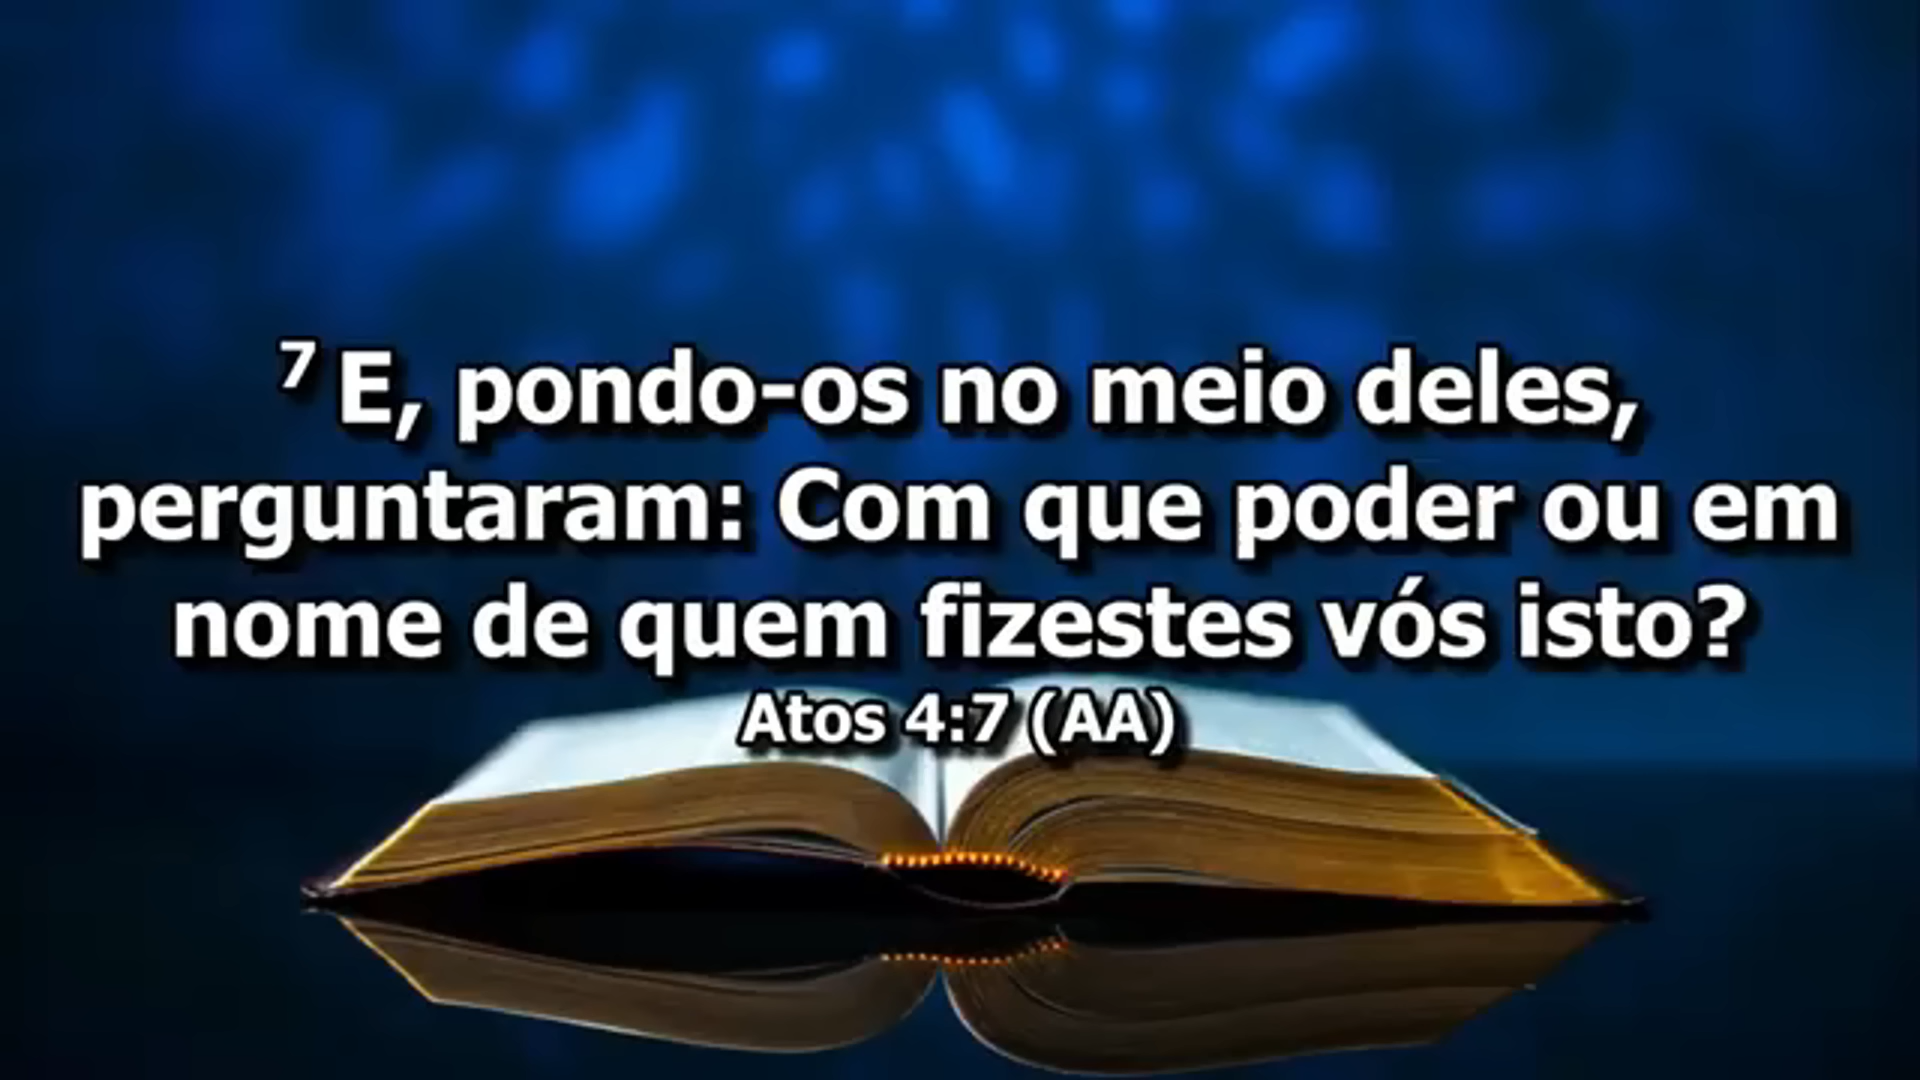 7 E, pondo-os no meio deles,
perguntaram: Com que poder ou em
nome de quem fizestes vós isto?
Atos 4:7 (AA)